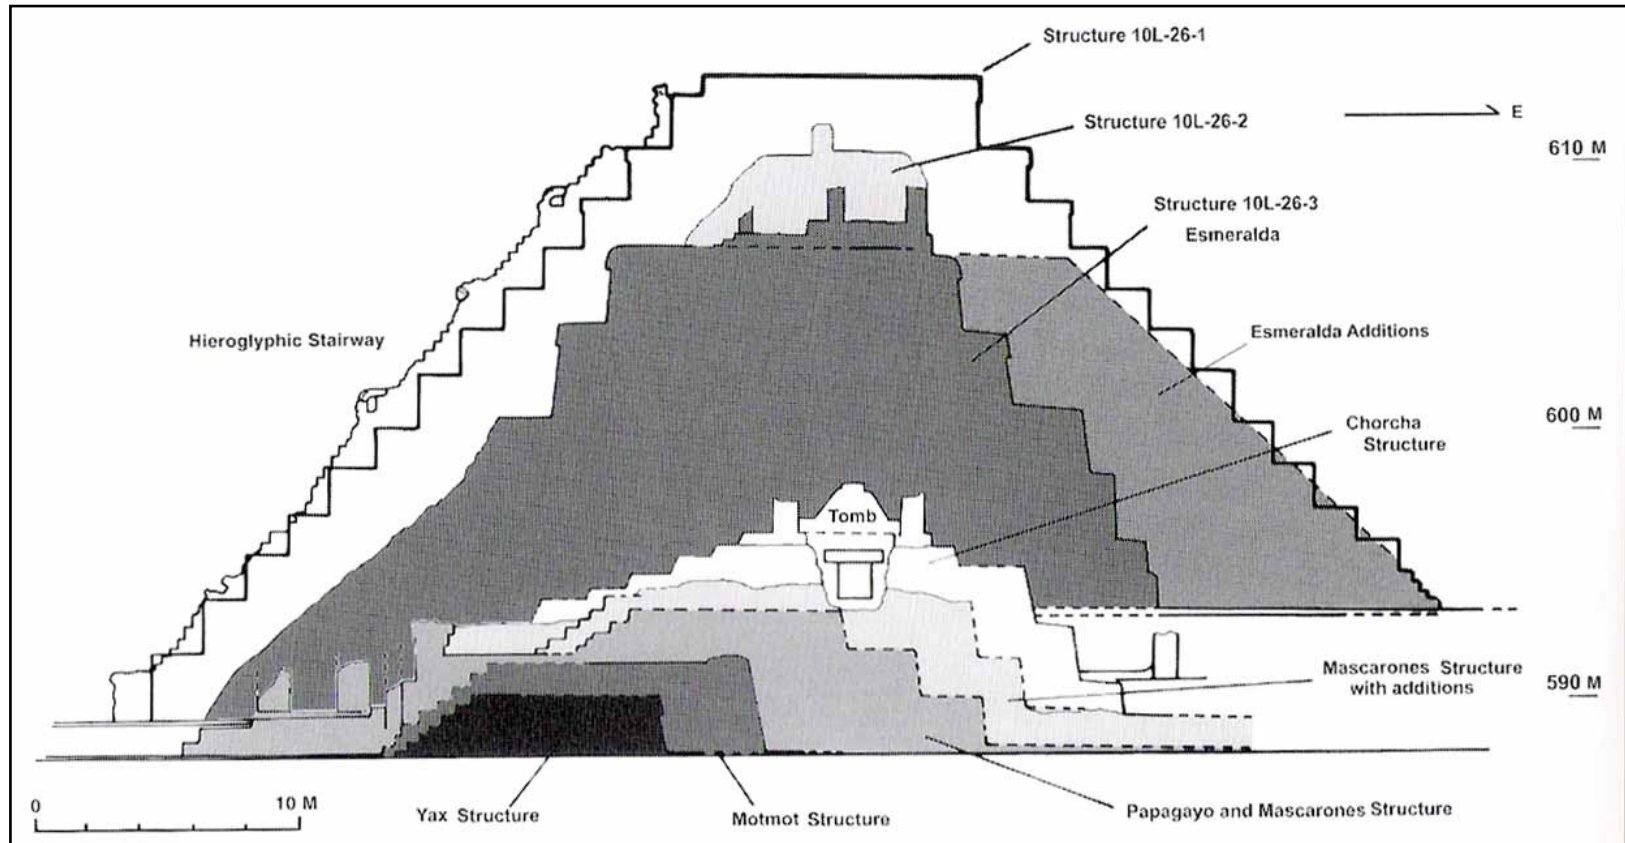 Structure 10L-26-1
E
Structure 10L-26-2
610 M
Structure 10L-26-3
Esmeralda
Hieroglyphic Stairway
Esmeralda Additions
600 M
Chorcha
Structure
Tomb
Mascarones Structure
with additions
590 M
0
10 M
Yax Structure
Motmot Structure
Papagayo and Mascarones Structure